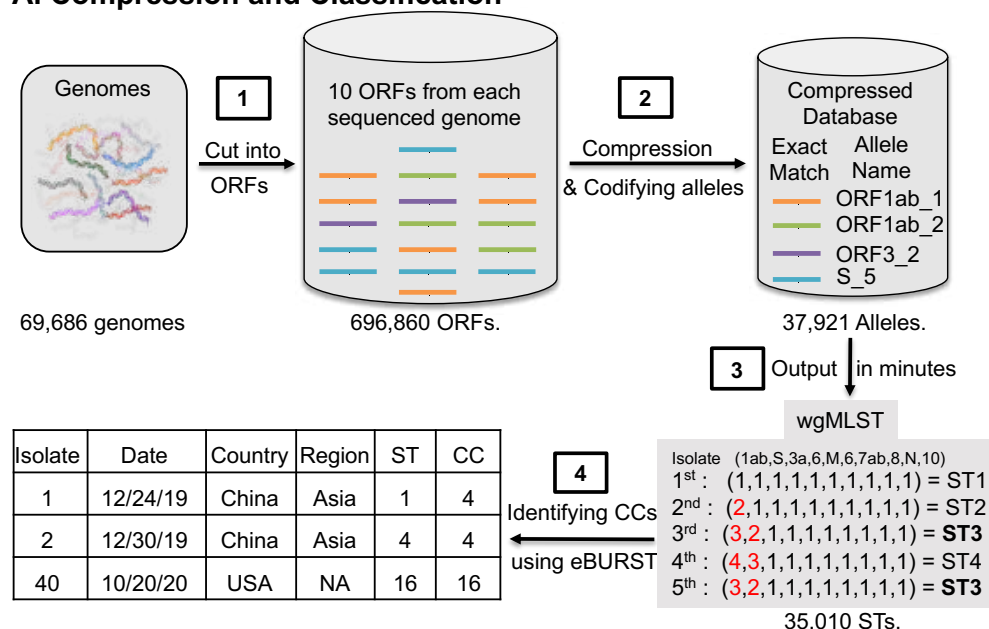 A. Compression and Classification
Genomes
1
Cut into
ORFs
69,686 genomes
10 ORFs from each
sequenced genome
696,860 ORFs.
2
Compression
& Codifying alleles
Compressed
Database
Exact Match
Allele Name
ORF1ab_1
ORF1ab_2
ORF3_2
S_5
37,921 Alleles.
3
Output in minutes
wgMLST
Isolate (1ab,S,3a,6,M,6,7ab,8,N,10)
1st : (1,1,1,1,1,1,1,1,1,1) = ST1
2nd : (2,1,1,1,1,1,1,1,1,1) = ST2
3rd : (3,2,1,1,1,1,1,1,1,1) = ST3
4th : (4,3,1,1,1,1,1,1,1,1) = ST4
5th : (3,2,1,1,1,1,1,1,1,1) = ST3
35,010 STs.
4
Identifying CCs
using eBURST
Isolate Date Country Region ST CC
1 12/24/19 China Asia 1 4
2 12/30/19 China Asia 4 4
40 10/20/20 USA NA 16 16